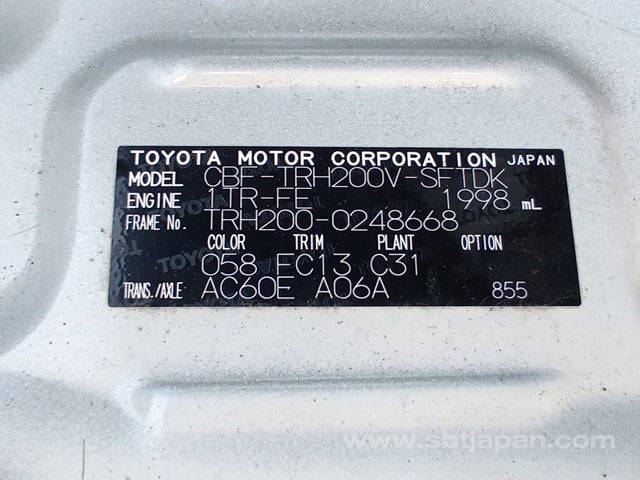 TOYOTA MOTOR CORPORATION JAPAN
MODEL CBF-TRH200V-SFTDK
ENGINE 1TR-FE 1998 mL
FRAME No. TRH200-0248668
COLOR TRIM PLANT OPTION
058 FC13 C31
TRANS./AXLE AC60E A06A 855
www.sbtjapan.com